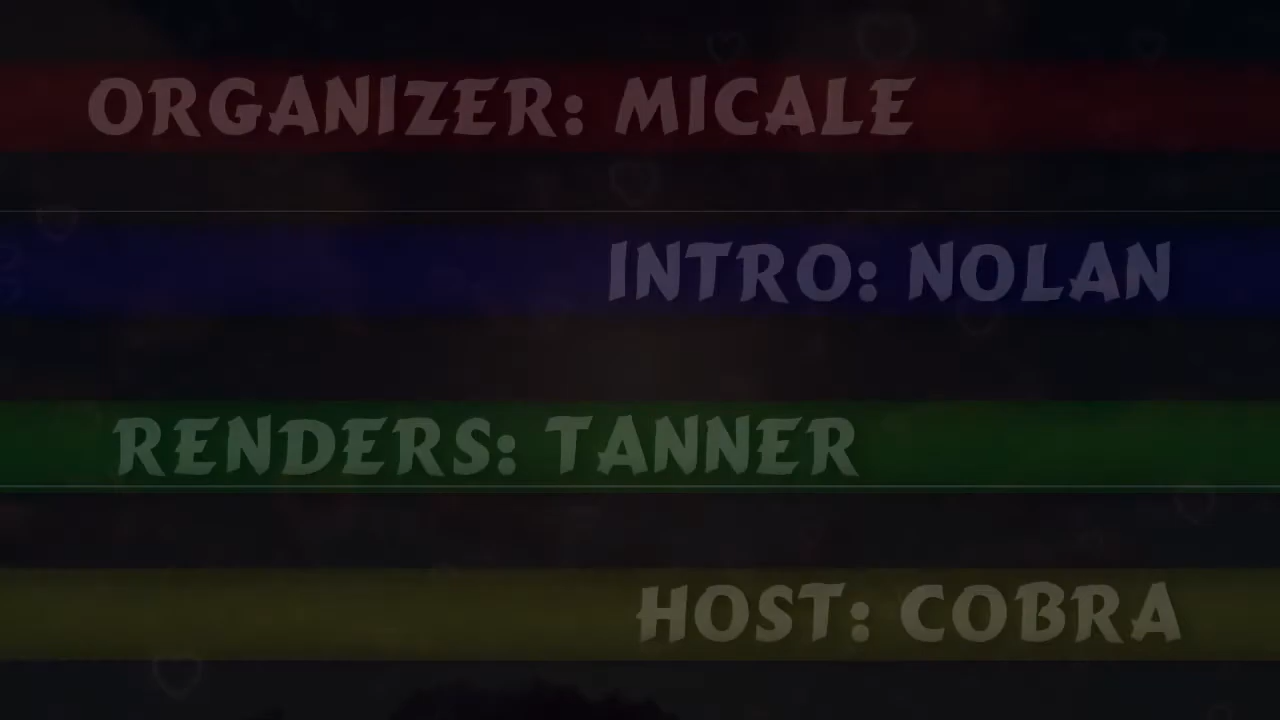 ORGANIZER: MICALE
INTRO: NOLAN
RENDERS: TANNER
HOST: COBRA